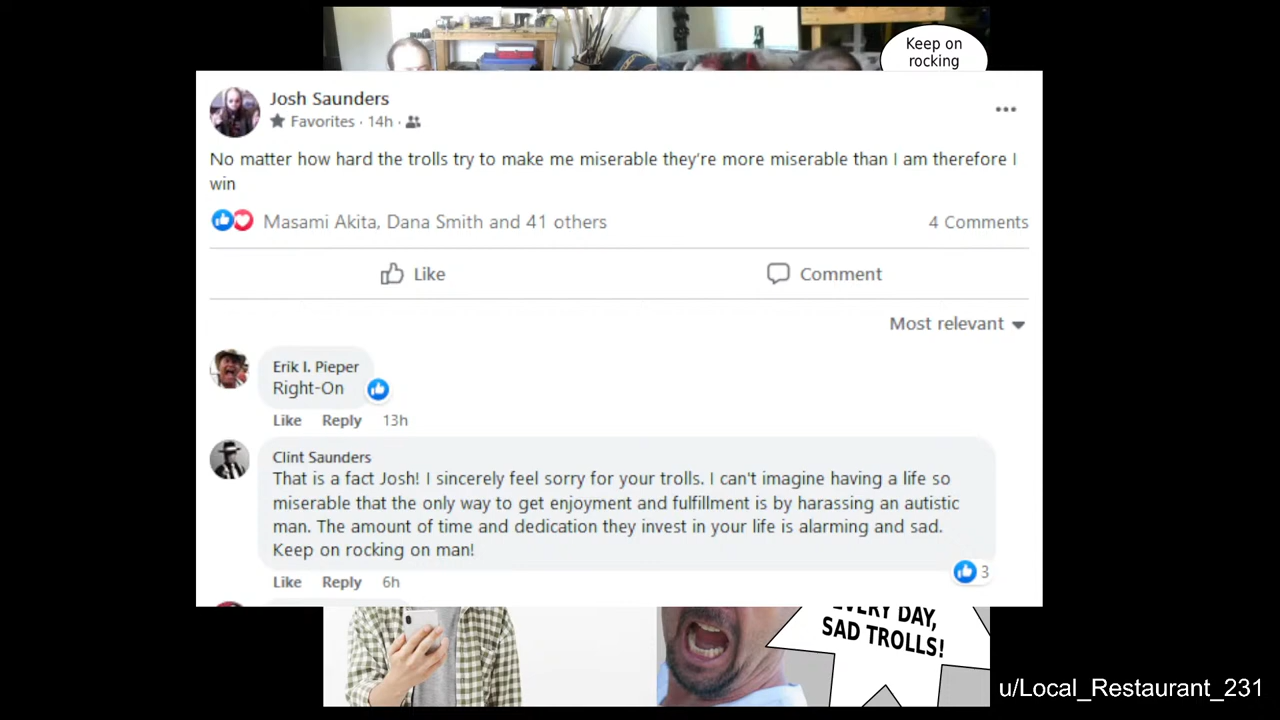 Keep on
rocking
Josh Saunders
Favorites · 14h ·
No matter how hard the trolls try to make me miserable they're more miserable than I am therefore I
win
Masami Akita, Dana Smith and 41 others
4 Comments
Like
Comment
Most relevant
Erik I. Pieper
Right-On
Like Reply 13h
Clint Saunders
That is a fact Josh! I sincerely feel sorry for your trolls. I can't imagine having a life so
miserable that the only way to get enjoyment and fulfillment is by harassing an autistic
man. The amount of time and dedication they invest in your life is alarming and sad.
Keep on rocking on man!
3
Like Reply 6h
EVERY DAY,
SAD TROLLS!
u/Local_Restaurant_231